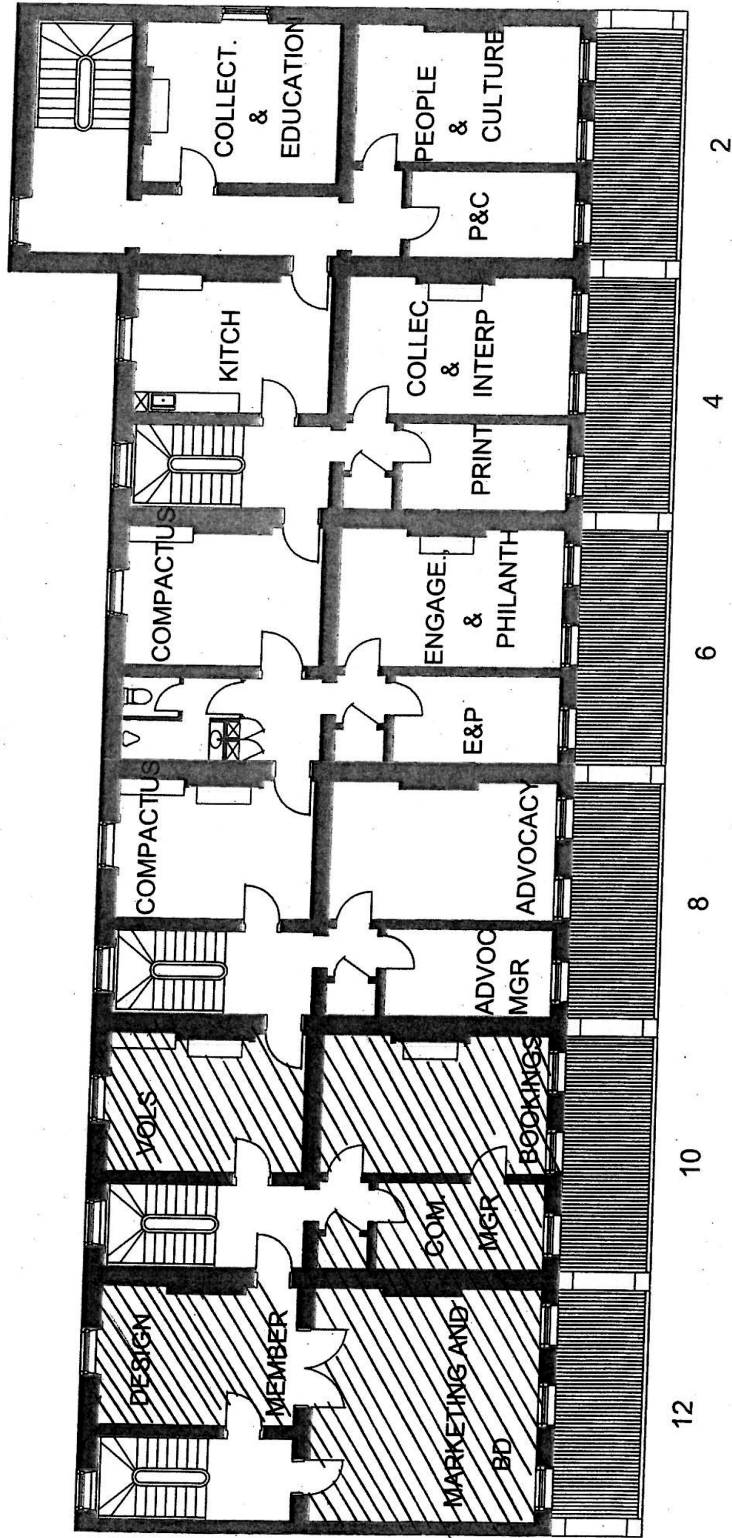 COLLECT.
&
EDUCATION
PEOPLE
&
CULTURE
P&C
2
KITCH
COLLEC
&
INTERP
PRINT
4
COMPACTUS
ENGAGE.,
&
PHILANTH
E&P
6
COMPACTUS
ADVOCACY
ADVOC
MGR
8
VOLS
BOOKINGS
COM.
MGR
10
DESIGN
MEMBER
MARKETING AND
BD
12